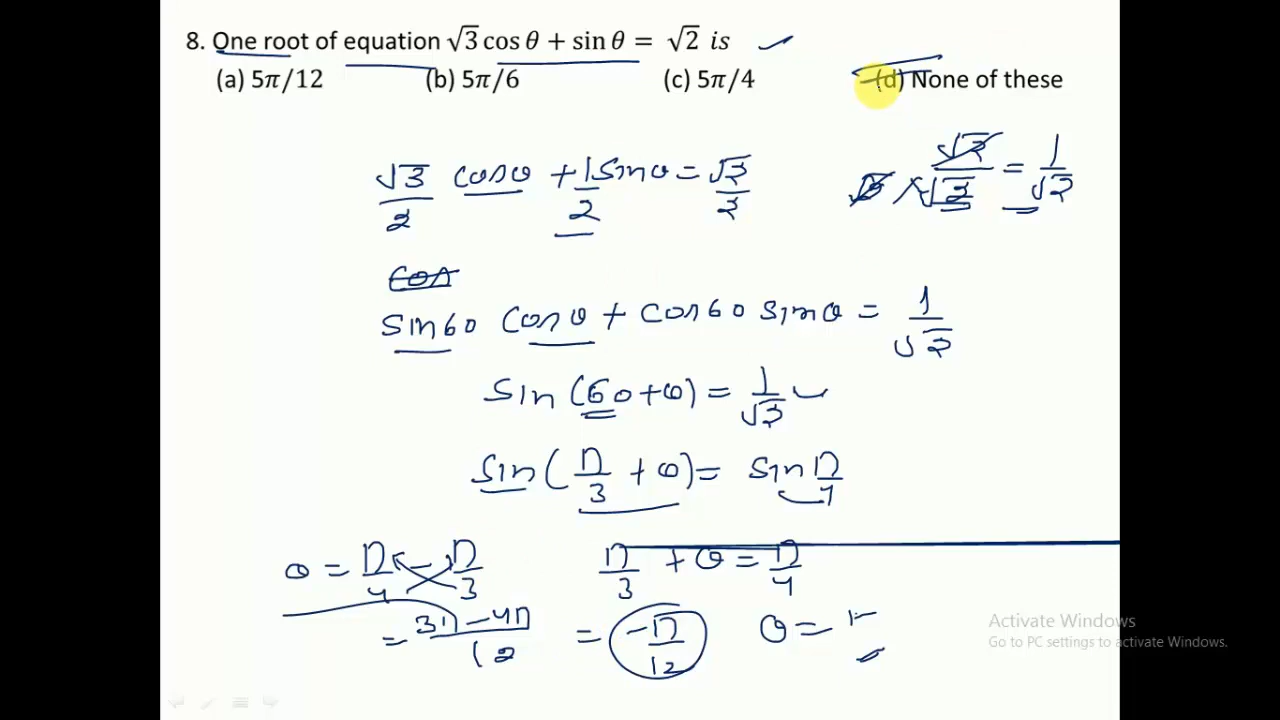 8. One root of equation √3 cos θ + sin θ = √2 is
(a) 5π/12 (b) 5π/6 (c) 5π/4 (d) None of these
√3/2 cosθ + 1/2 sinθ = √2/2
√2/√2 = 1/√2
sin60 cosθ + cos60 sinθ = 1/√2
sin (60+θ) = 1/√2
sin(π/3 + θ) = sin π/4
θ = π/4 - π/3 π/3 + θ = π/4
= 3π - 4π/12 = -π/12 θ =
Activate Windows
Go to PC settings to activate Windows.